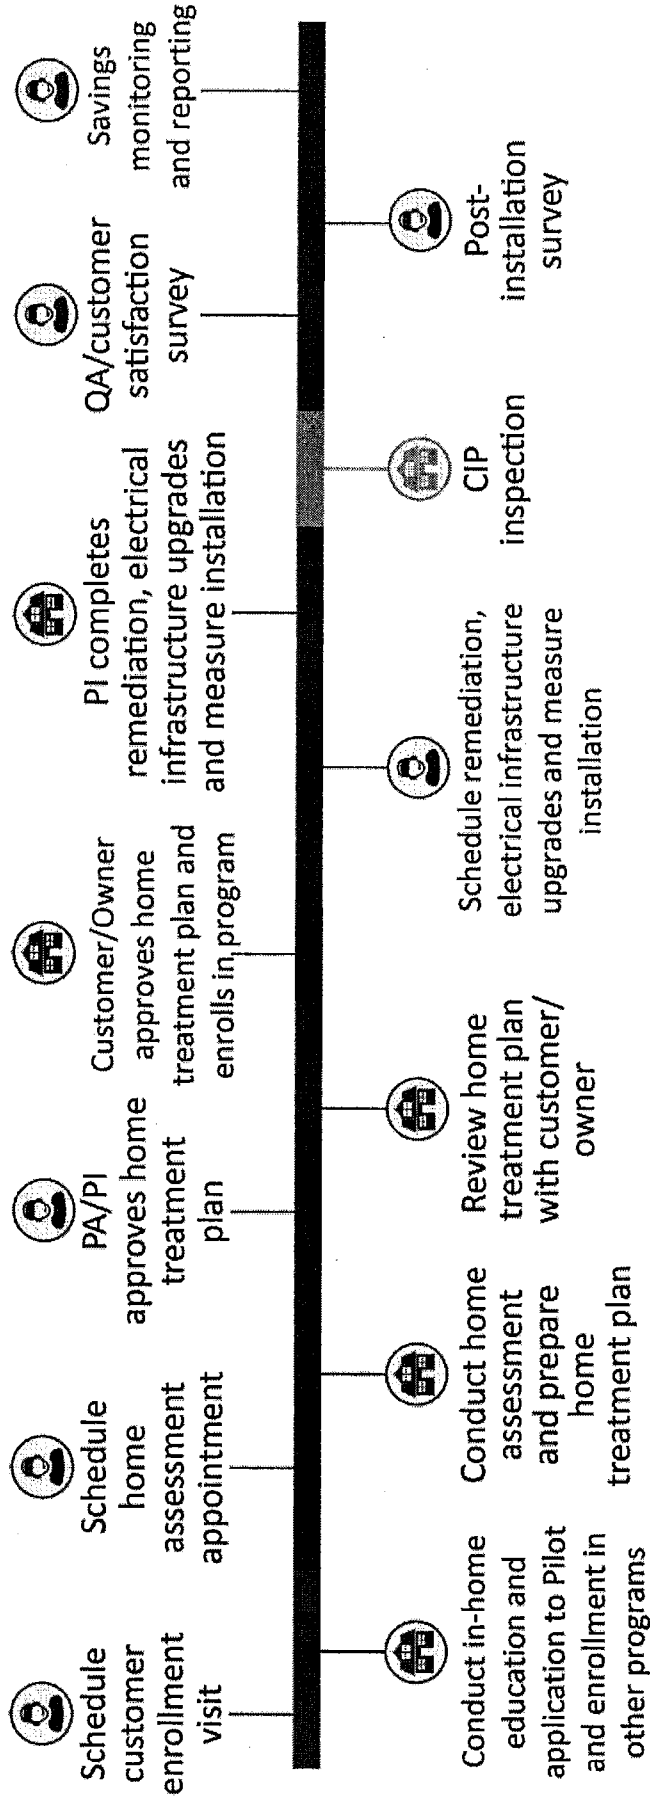 Schedule
customer
enrollment
visit
Conduct in-home
education and
application to Pilot
and enrollment in
other programs
Schedule
home
assessment
appointment
Conduct home
assessment
and prepare
home
treatment plan
PA/PI
approves home
treatment
plan
Review home
treatment plan
with customer/
owner
Customer/Owner
approves home
treatment plan and
enrolls in program
Schedule remediation,
electrical infrastructure
upgrades and measure
installation
PI completes
remediation, electrical
infrastructure upgrades
and measure installation
CIP
inspection
QA/customer
satisfaction
survey
Post-
installation
survey
Savings
monitoring
and reporting